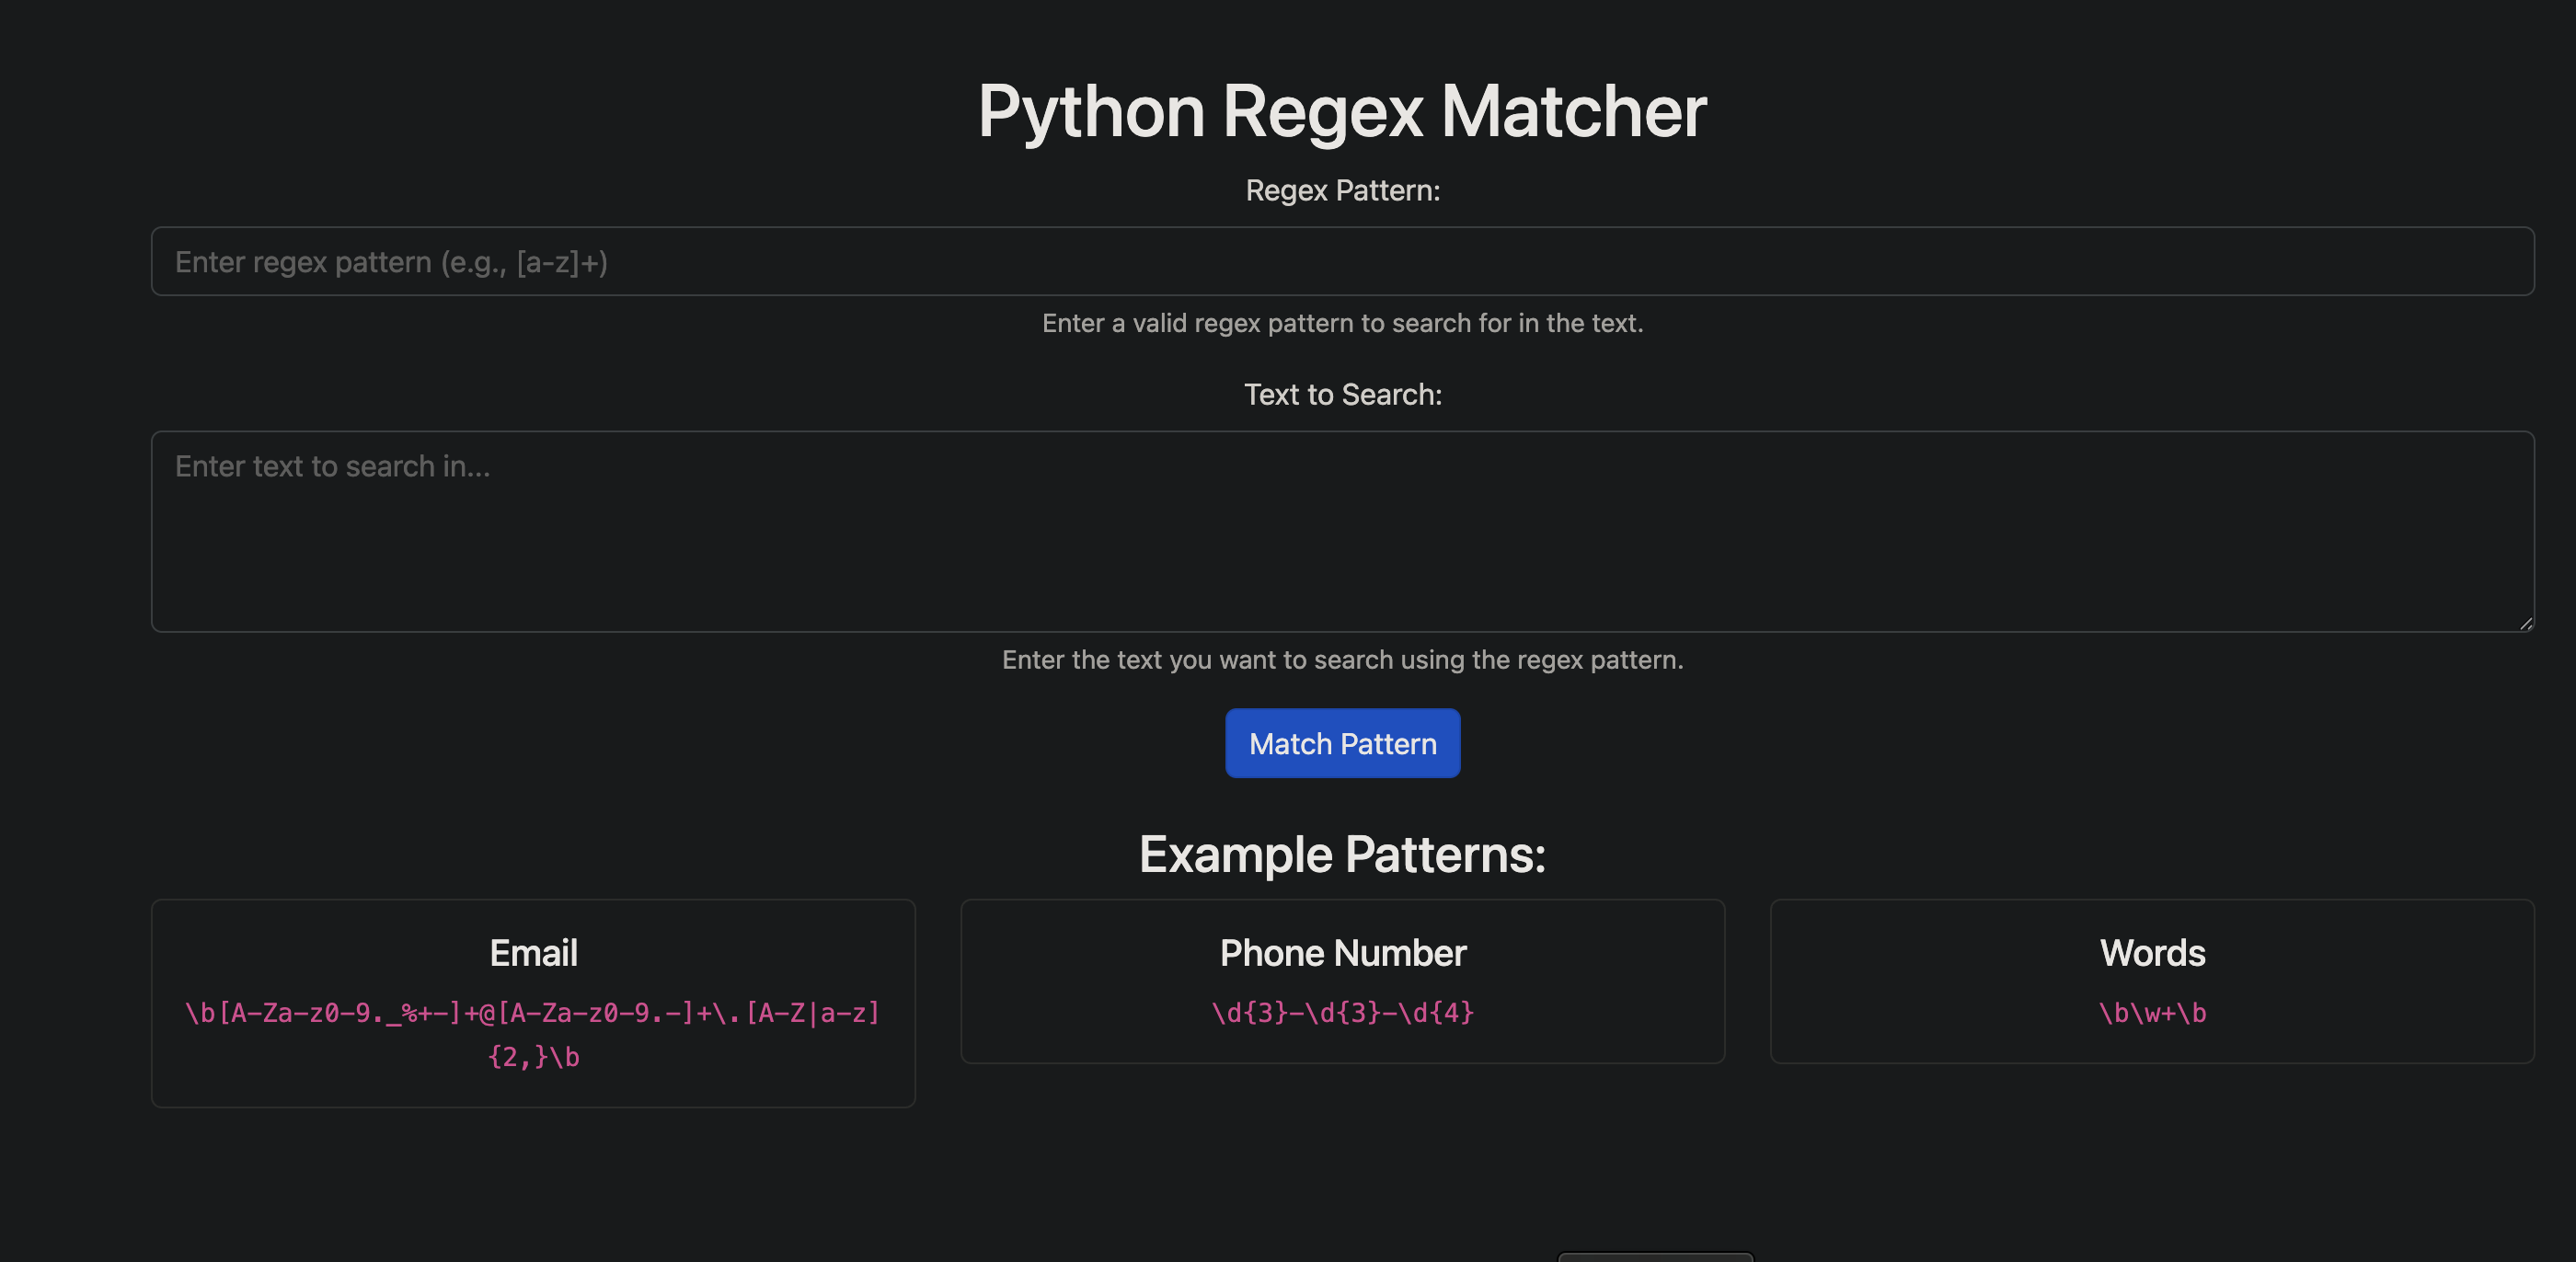 Python Regex Matcher
Regex Pattern:
Enter regex pattern (e.g., [a-z]+)
Enter a valid regex pattern to search for in the text.
Text to Search:
Enter text to search in...
Enter the text you want to search using the regex pattern.
Match Pattern
Example Patterns:
Email
\b[A-Za-z0-9._%+-]+@[A-Za-z0-9.-]+\.[A-Z|a-z]
{2,}\b
Phone Number
\d{3}-\d{3}-\d{4}
Words
\b\w+\b